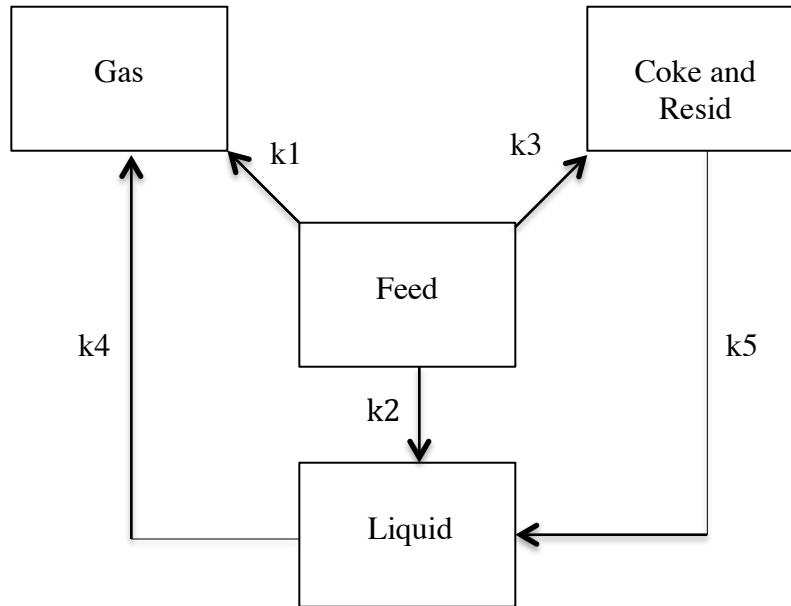 Gas
Coke and
Resid
k1
k3
Feed
k4
k5
k2
Liquid